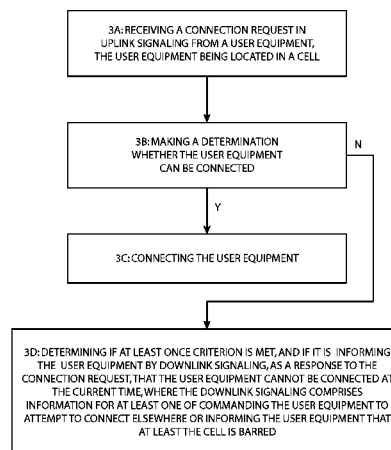 3A: RECEIVING A CONNECTION REQUEST IN
UPLINK SIGNALING FROM A USER EQUIPMENT,
THE USER EQUIPMENT BEING LOCATED IN A CELL
3B: MAKING A DETERMINATION
WHETHER THE USER EQUIPMENT
CAN BE CONNECTED
N
Y
3C: CONNECTING THE USER EQUIPMENT
3D: DETERMINING IF AT LEAST ONCE CRITERION IS MET, AND IF IT IS INFORMING
THE USER EQUIPMENT BY DOWNLINK SIGNALING, AS A RESPONSE TO THE
CONNECTION REQUEST, THAT THE USER EQUIPMENT CANNOT BE CONNECTED AT
THE CURRENT TIME, WHERE THE DOWNLINK SIGNALING COMPRISES
INFORMATION FOR AT LEAST ONE OF COMMANDING THE USER EQUIPMENT TO
ATTEMPT TO CONNECT ELSEWHERE OR INFORMING THE USER EQUIPMENT THAT
AT LEAST THE CELL IS BARRED